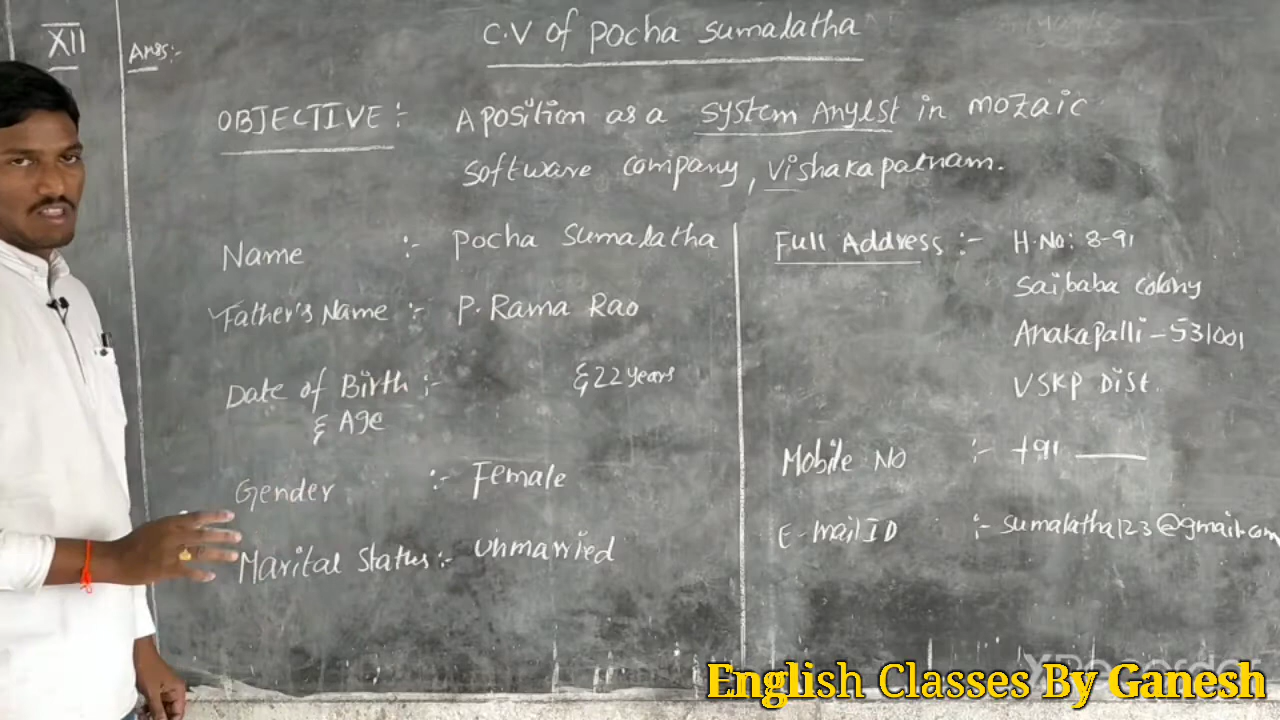 XII
Ans:-
C.V of Pocha Sumalatha
OBJECTIVE :- A Position as a System Anylst in mozaic
Software company, Vishakapatnam.
Name :- Pocha Sumalatha
Father's Name :- P. Rama Rao
Date of Birth :- & 22 years
& Age
Gender :- Female
Marital Status :- Unmarried
Full Address :- H.No: 8-91
Saibaba colony
Anakapalli - 531001
VSKP Dist.
Mobile No :- +91 ____
E-mail ID :- Sumalatha123@gmail.com
English Classes By Ganesh